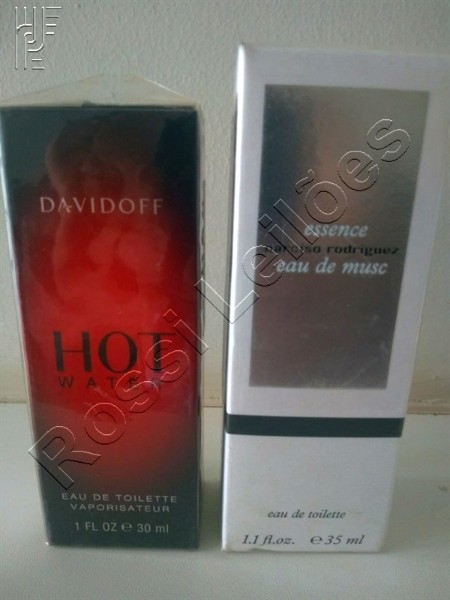 DAVIDOFF
HOT
WATER
EAU DE TOILETTE
VAPORISATEUR
1 FL OZ e 30 ml
essence
narciso rodriguez
eau de musc
eau de toilette
1.1 fl.oz. e 35 ml
Rossi Leilões